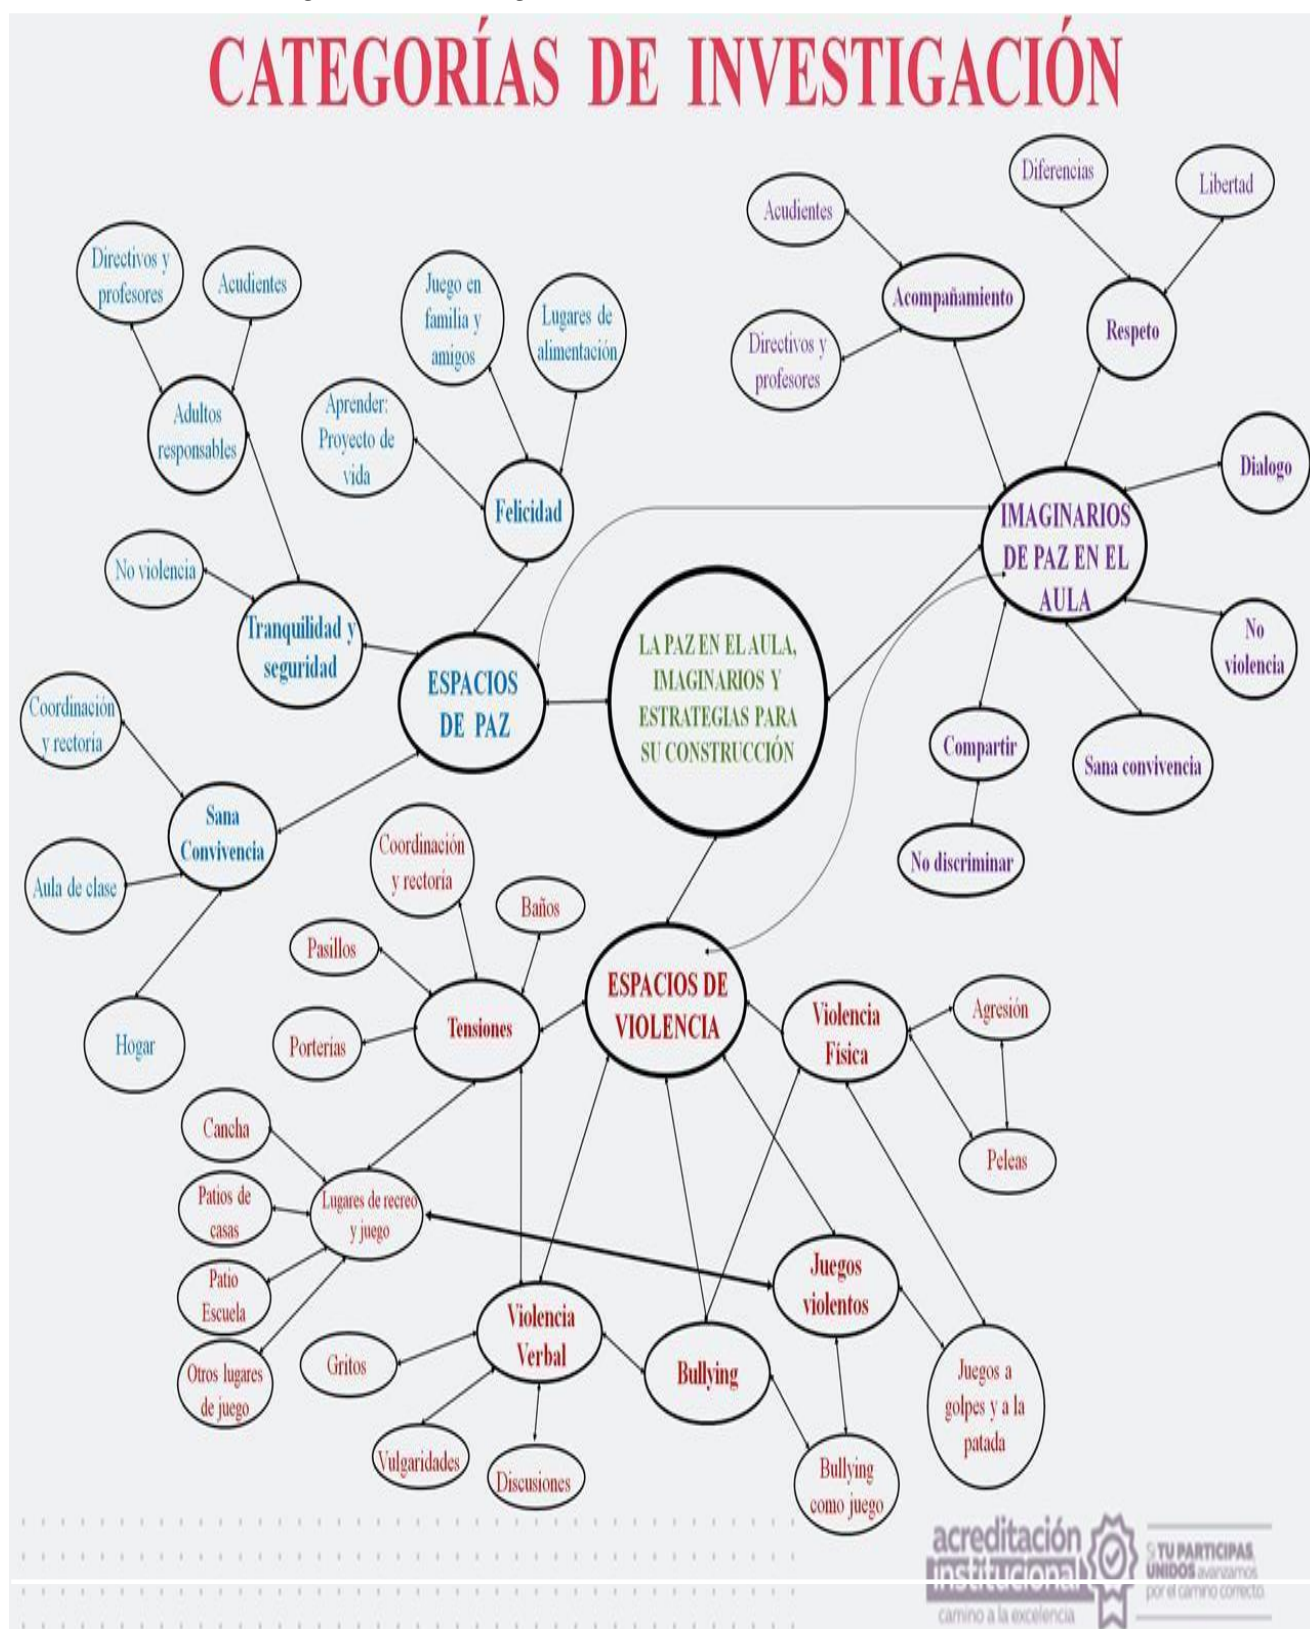 CATEGORÍAS DE INVESTIGACIÓN
Directivos y
profesores
Acudientes
Adultos
responsables
Juego en
familia y
amigos
Lugares de
alimentación
Aprender:
Proyecto de
vida
Felicidad
No violencia
Tranquilidad y
seguridad
ESPACIOS
DE PAZ
Coordinación
y rectoría
Sana
Convivencia
Aula de clase
Hogar
Acudientes
Directivos y
profesores
Acompañamiento
Diferencias
Libertad
Respeto
Dialogo
IMAGINARIOS
DE PAZ EN EL
AULA
No
violencia
Sana convivencia
Compartir
No discriminar
LA PAZ EN EL AULA,
IMAGINARIOS Y
ESTRATEGIAS PARA
SU CONSTRUCCIÓN
Coordinación
y rectoría
Baños
Pasillos
Porterías
Tensiones
ESPACIOS DE
VIOLENCIA
Violencia
Física
Agresión
Peleas
Cancha
Patios de
casas
Patio
Escuela
Otros lugares
de juego
Lugares de recreo
y juego
Violencia
Verbal
Gritos
Vulgaridades
Discusiones
Bullying
Juegos
violentos
Juegos a
golpes y a la
patada
Bullying
como juego
acreditación
institucional
camino a la excelencia
SI TU PARTICIPAS,
UNIDOS avanzamos
por el camino correcto.